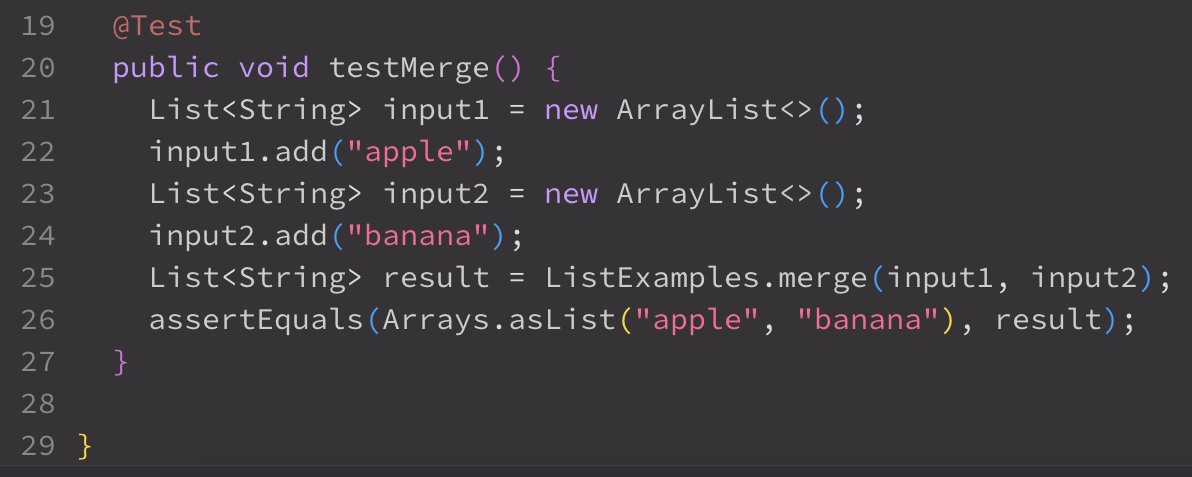 19 @Test
20 public void testMerge() {
21 List<String> input1 = new ArrayList<>();
22 input1.add("apple");
23 List<String> input2 = new ArrayList<>();
24 input2.add("banana");
25 List<String> result = ListExamples.merge(input1, input2);
26 assertEquals(Arrays.asList("apple", "banana"), result);
27 }
28
29 }